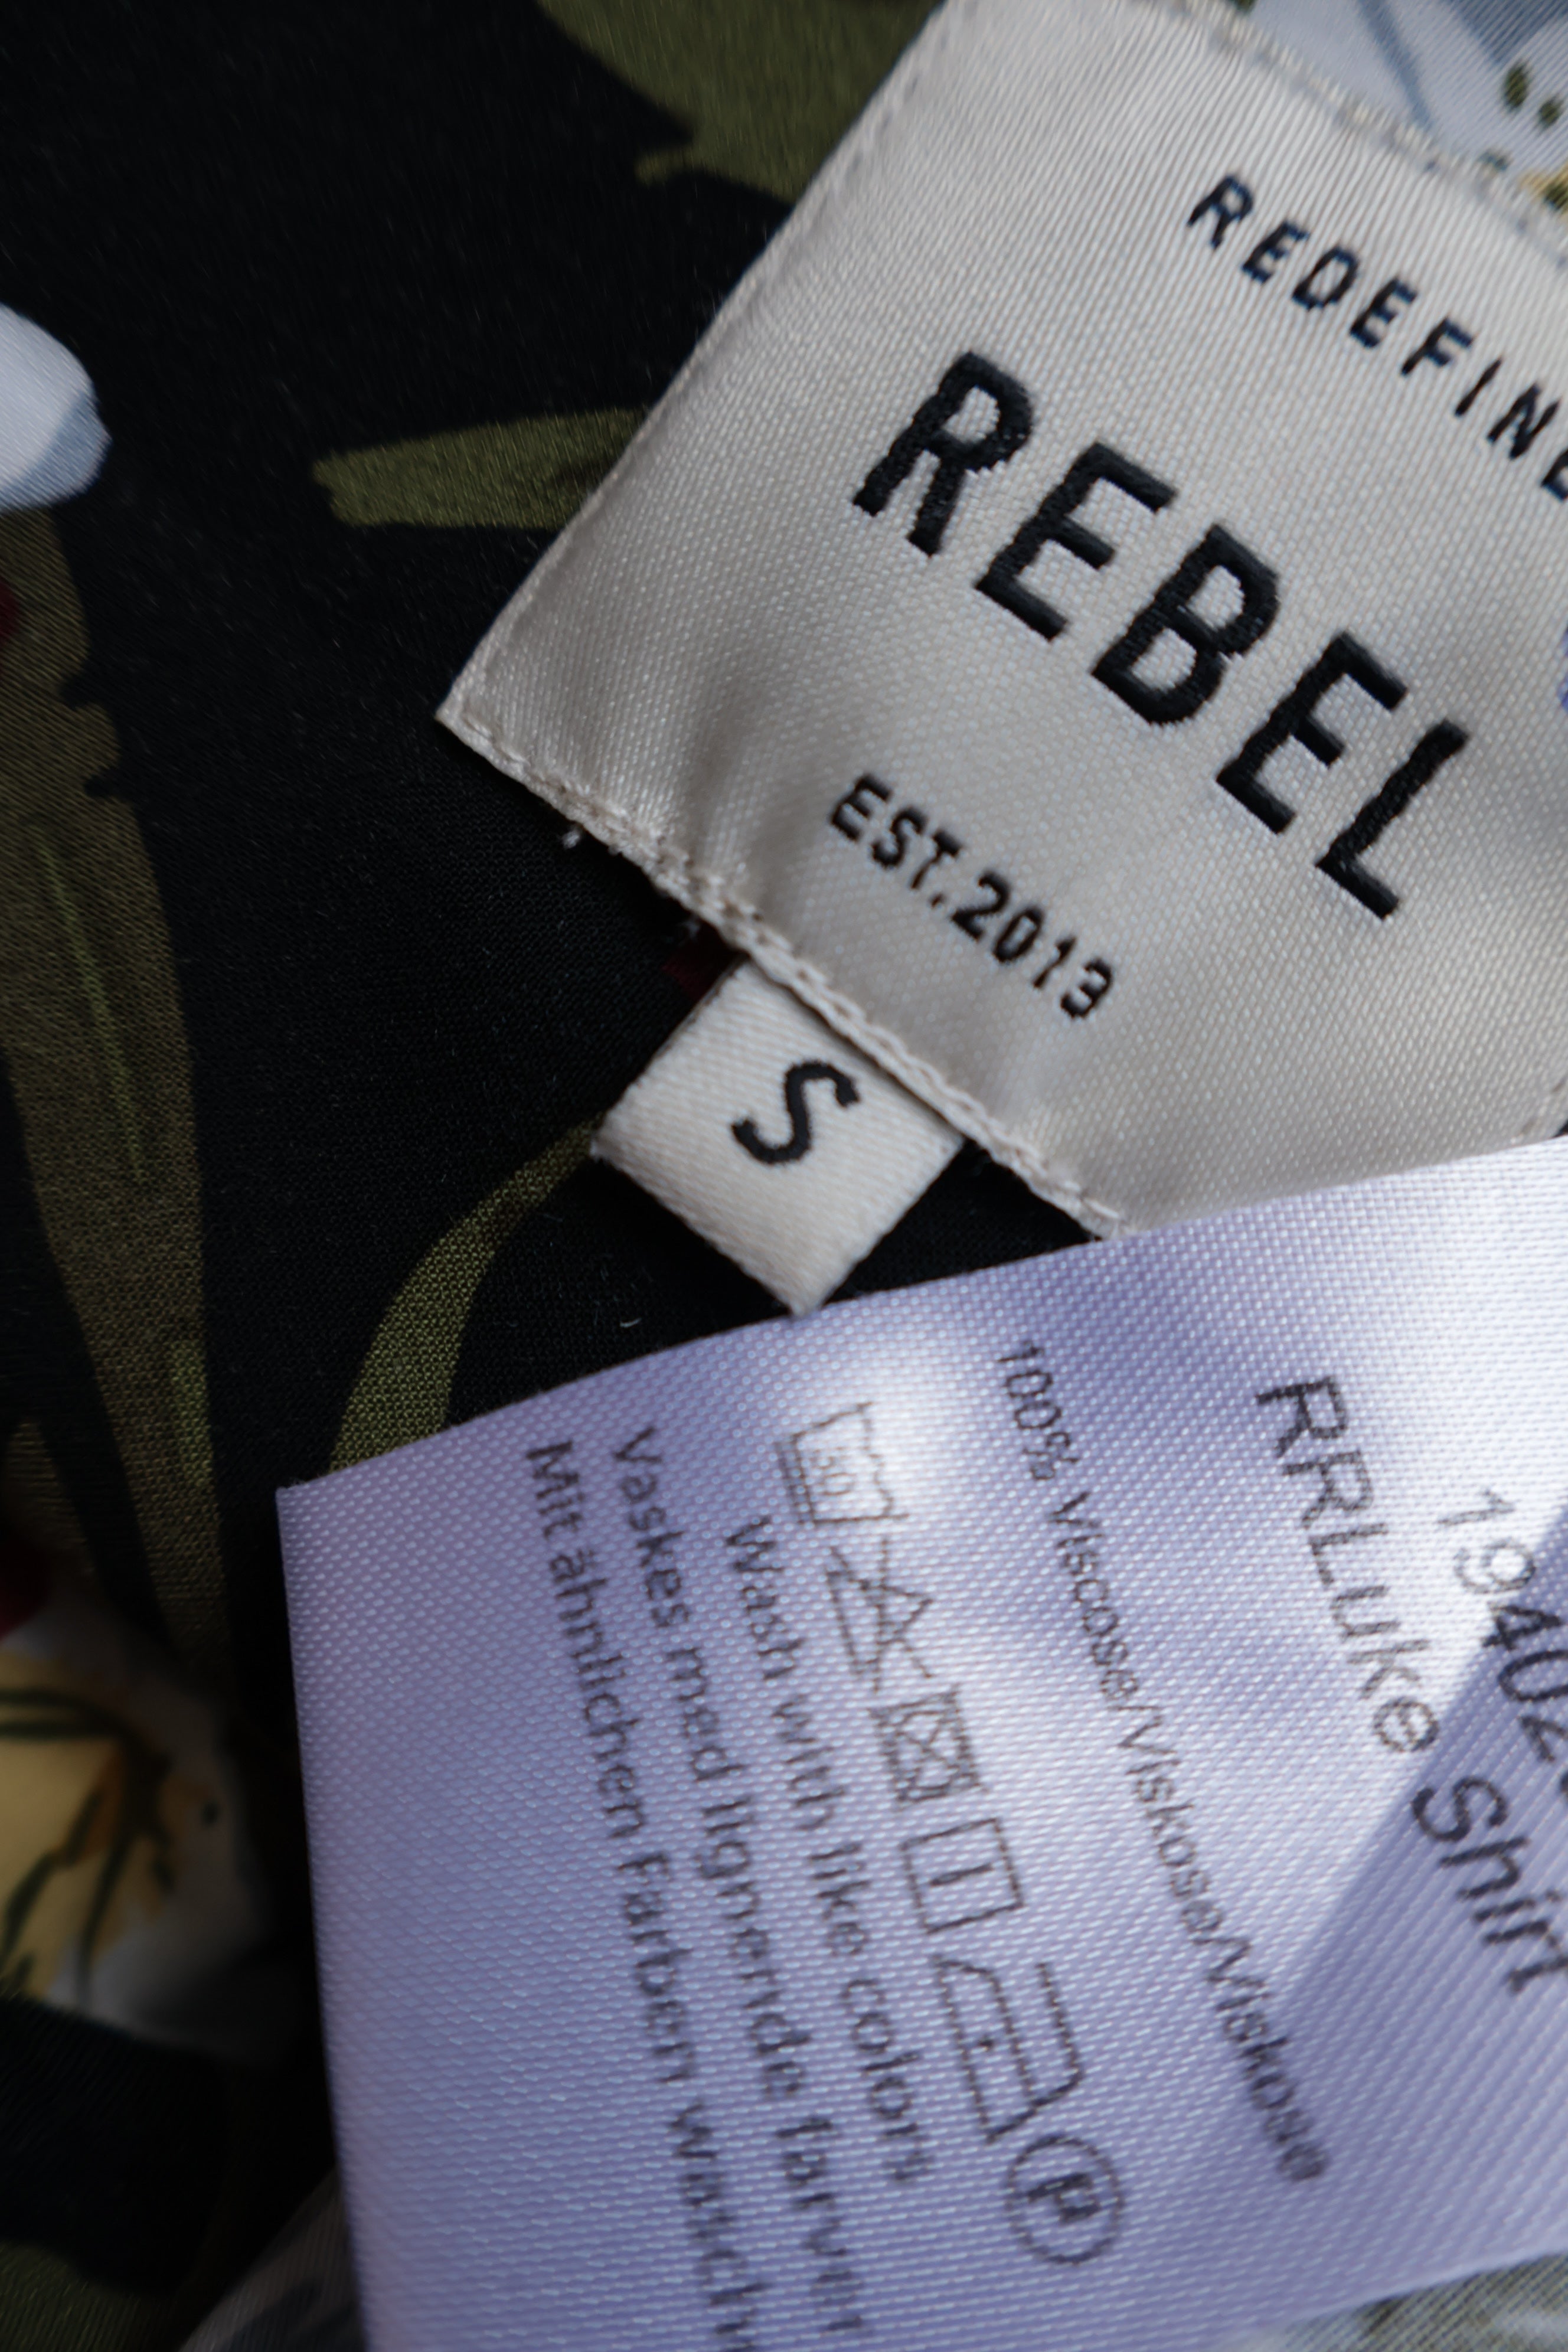 REDEFINE
REBEL
EST.2013
S
RRLuke Shirt
100% Viscose/Viskose/Viskose
30
P
Wash with like colors
Vaskes med lignende farver
Mit ähnlichen Farben